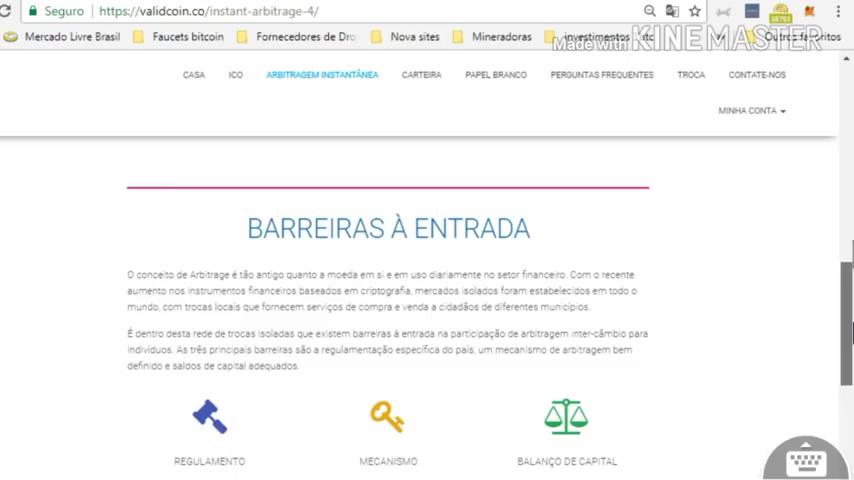 Seguro
https://validcoin.co/instant-arbitrage-4/
Mercado Livre Brasil
Faucets bitcoin
Fornecedores de Dro
Nova sites
Mineradoras
investimentos
Outros favoritos
Made with KINEMASTER
CASA
ICO
ARBITRAGEM INSTANTÂNEA
CARTEIRA
PAPEL BRANCO
PERGUNTAS FREQUENTES
TROCA
CONTATE-NOS
MINHA CONTA
BARREIRAS À ENTRADA
O conceito de Arbitrage é tão antigo quanto a moeda em si e em uso diariamente no setor financeiro. Com o recente
aumento nos instrumentos financeiros baseados em criptografia, mercados isolados foram estabelecidos em todo o
mundo, com trocas locais que fornecem serviços de compra e venda a cidadãos de diferentes municípios.
É dentro desta rede de trocas isoladas que existem barreiras à entrada na participação de arbitragem inter-câmbio para
indivíduos. As três principais barreiras são a regulamentação específica do país, um mecanismo de arbitragem bem
definido e saldos de capital adequados.
REGULAMENTO
MECANISMO
BALANÇO DE CAPITAL